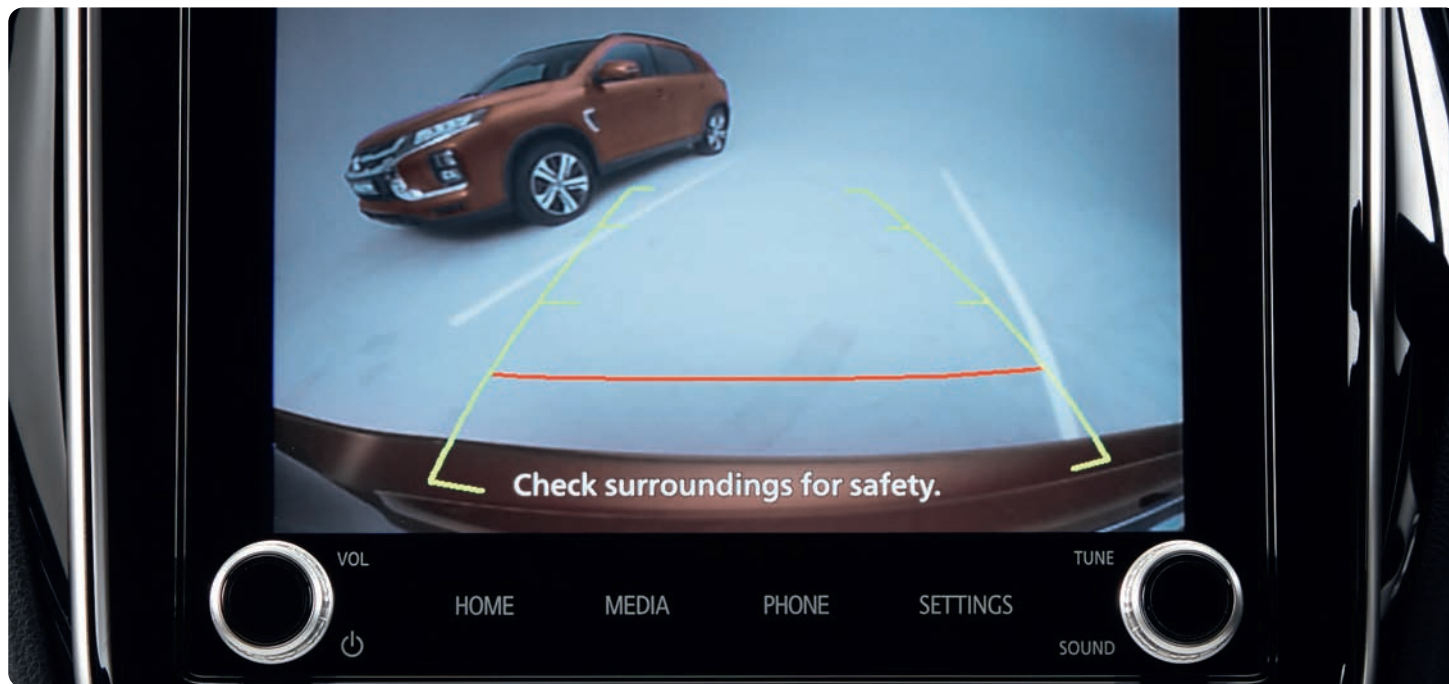 Check surroundings for safety.
VOL
TUNE
HOME
MEDIA
PHONE
SETTINGS
SOUND